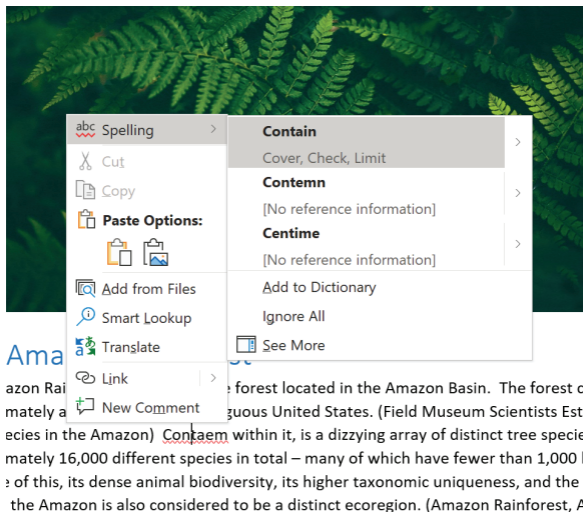 abc Spelling
Cut
Copy
Paste Options:
Add from Files
Smart Lookup
Translate
Link
New Comment
Contain
Cover, Check, Limit
Contemn
[No reference information]
Centime
[No reference information]
Add to Dictionary
Ignore All
See More
Ama
azon Rai forest located in the Amazon Basin. The forest
mately a guous United States. (Field Museum Scientists Est
ecies in the Amazon) Contaem within it, is a dizzying array of distinct tree specie
mately 16,000 different species in total – many of which have fewer than 1,000
of this, its dense animal biodiversity, its higher taxonomic uniqueness, and the
the Amazon is also considered to be a distinct ecoregion. (Amazon Rainforest, A